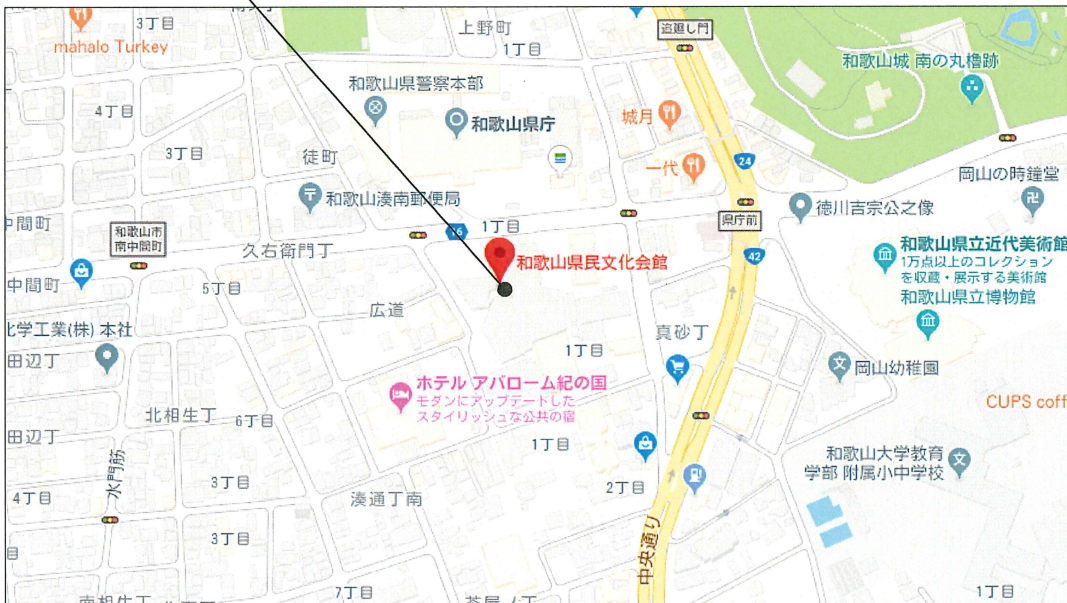 3丁目
mahalo Turkey
上野町
1丁目
追廻し門
和歌山城 南の丸櫓跡
和歌山県警察本部
4丁目
和歌山県庁
城月
3丁目
徒町
一代
24
岡山の時鐘堂
和歌山湊南郵便局
徳川吉宗公之像
中間町
和歌山市
南中間町
1丁目
県庁前
16
久右衛門丁
和歌山県民文化会館
42
和歌山県立近代美術館
1万点以上のコレクション
を収蔵・展示する美術館
和歌山県立博物館
中間町
5丁目
広道
化学工業(株) 本社
真砂丁
田辺丁
1丁目
岡山幼稚園
ホテル アバローム紀の国
モダンにアップデートした
スタイリッシュな公共の宿
CUPS coff
北相生丁
6丁目
田辺丁
1丁目
和歌山大学教育
学部 附属小中学校
水門筋
3丁目
2丁目
4丁目
湊通丁南
3丁目
中央通り
7丁目
1丁目